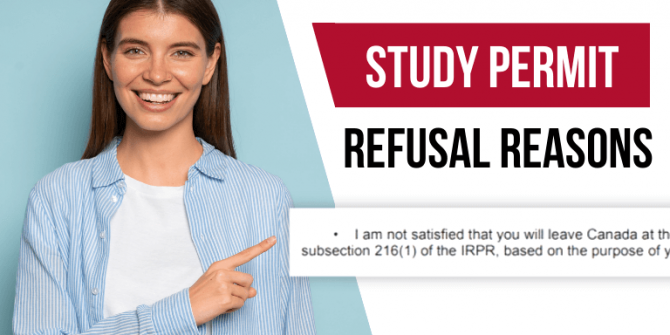 STUDY PERMIT
REFUSAL REASONS
• I am not satisfied that you will leave Canada at th
subsection 216(1) of the IRPR, based on the purpose of y